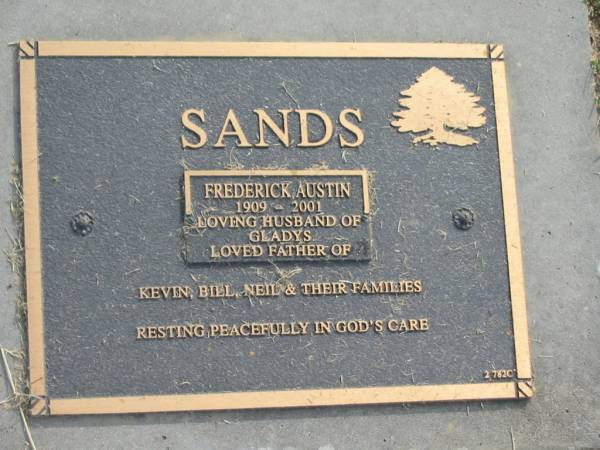 SANDS
FREDERICK AUSTIN
1909 - 2001
LOVING HUSBAND OF
GLADYS
LOVED FATHER OF
KEVIN, BILL, NEIL & THEIR FAMILIES
RESTING PEACEFULLY IN GOD'S CARE
2 782C